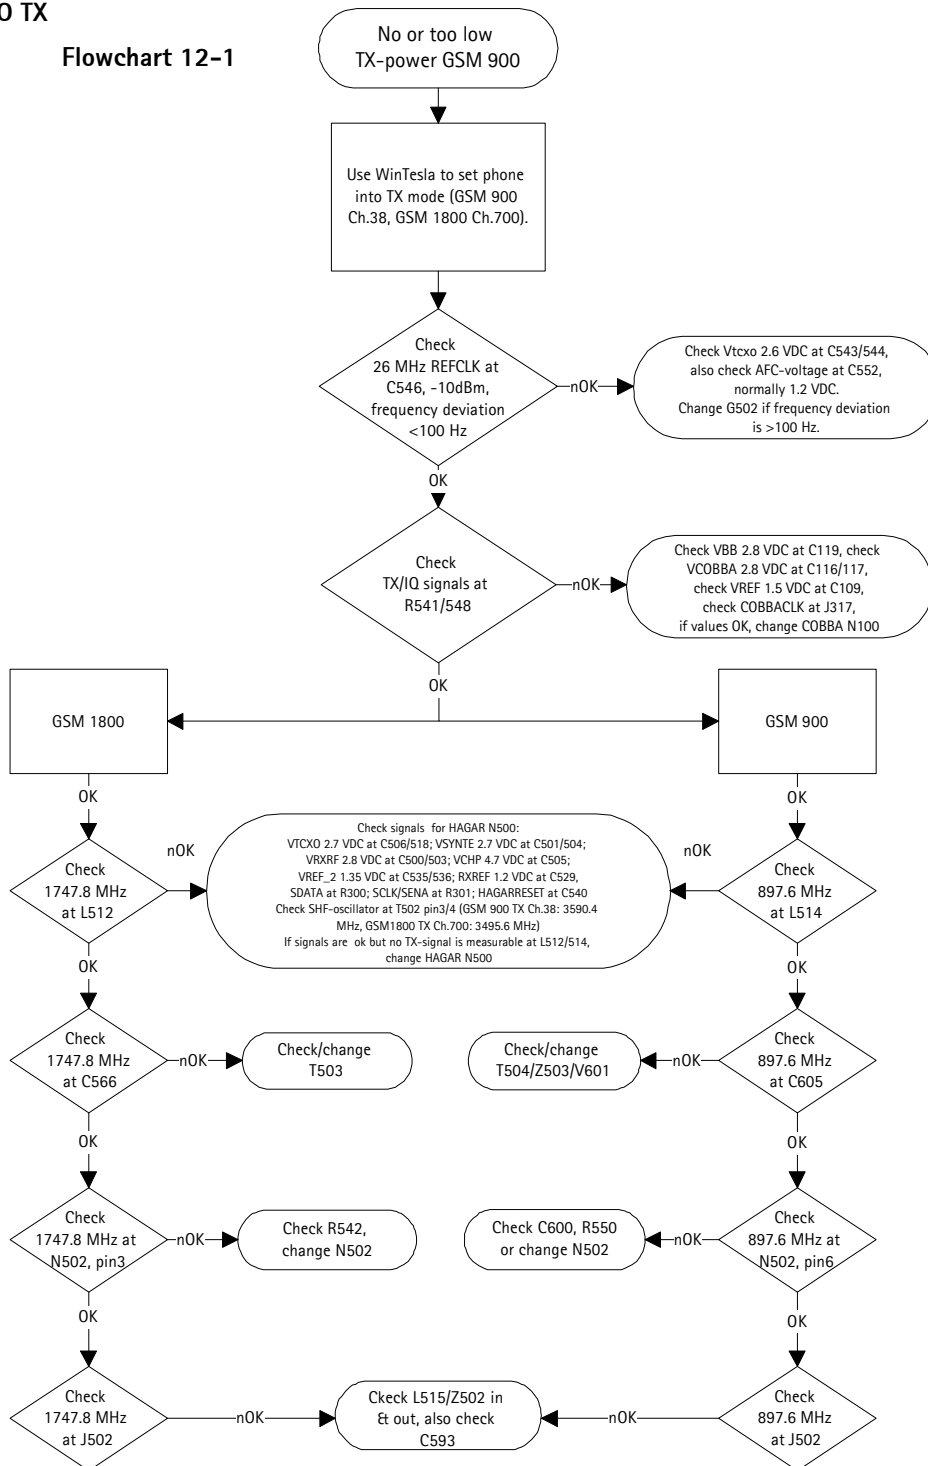 O TX
Flowchart 12-1
No or too low
TX-power GSM 900
Use WinTesla to set phone
into TX mode (GSM 900
Ch.38, GSM 1800 Ch.700).
Check
26 MHz REFCLK at
C546, -10dBm,
frequency deviation
<100 Hz
nOK
Check Vtcxo 2.6 VDC at C543/544,
also check AFC-voltage at C552,
normally 1.2 VDC.
Change G502 if frequency deviation
is >100 Hz.
OK
Check
TX/IQ signals at
R541/548
nOK
Check VBB 2.8 VDC at C119, check
VCOBBA 2.8 VDC at C116/117,
check VREF 1.5 VDC at C109,
check COBBACLK at J317,
if values OK, change COBBA N100
OK
GSM 1800
GSM 900
OK
OK
Check
1747.8 MHz
at L512
nOK
Check signals for HAGAR N500:
VTCXO 2.7 VDC at C506/518; VSYNTE 2.7 VDC at C501/504;
VRXRF 2.8 VDC at C500/503; VCHP 4.7 VDC at C505;
VREF_2 1.35 VDC at C535/536; RXREF 1.2 VDC at C529,
SDATA at R300; SCLK/SENA at R301; HAGARRESET at C540
Check SHF-oscillator at T502 pin3/4 (GSM 900 TX Ch.38: 3590.4
MHz, GSM1800 TX Ch.700: 3495.6 MHz)
If signals are ok but no TX-signal is measurable at L512/514,
change HAGAR N500
nOK
Check
897.6 MHz
at L514
OK
OK
Check
1747.8 MHz
at C566
nOK
Check/change
T503
Check/change
T504/Z503/V601
nOK
Check
897.6 MHz
at C605
OK
OK
Check
1747.8 MHz at
N502, pin3
nOK
Check R542,
change N502
Check C600, R550
or change N502
nOK
Check
897.6 MHz at
N502, pin6
OK
OK
Check
1747.8 MHz
at J502
nOK
Ckeck L515/Z502 in
& out, also check
C593
nOK
Check
897.6 MHz
at J502